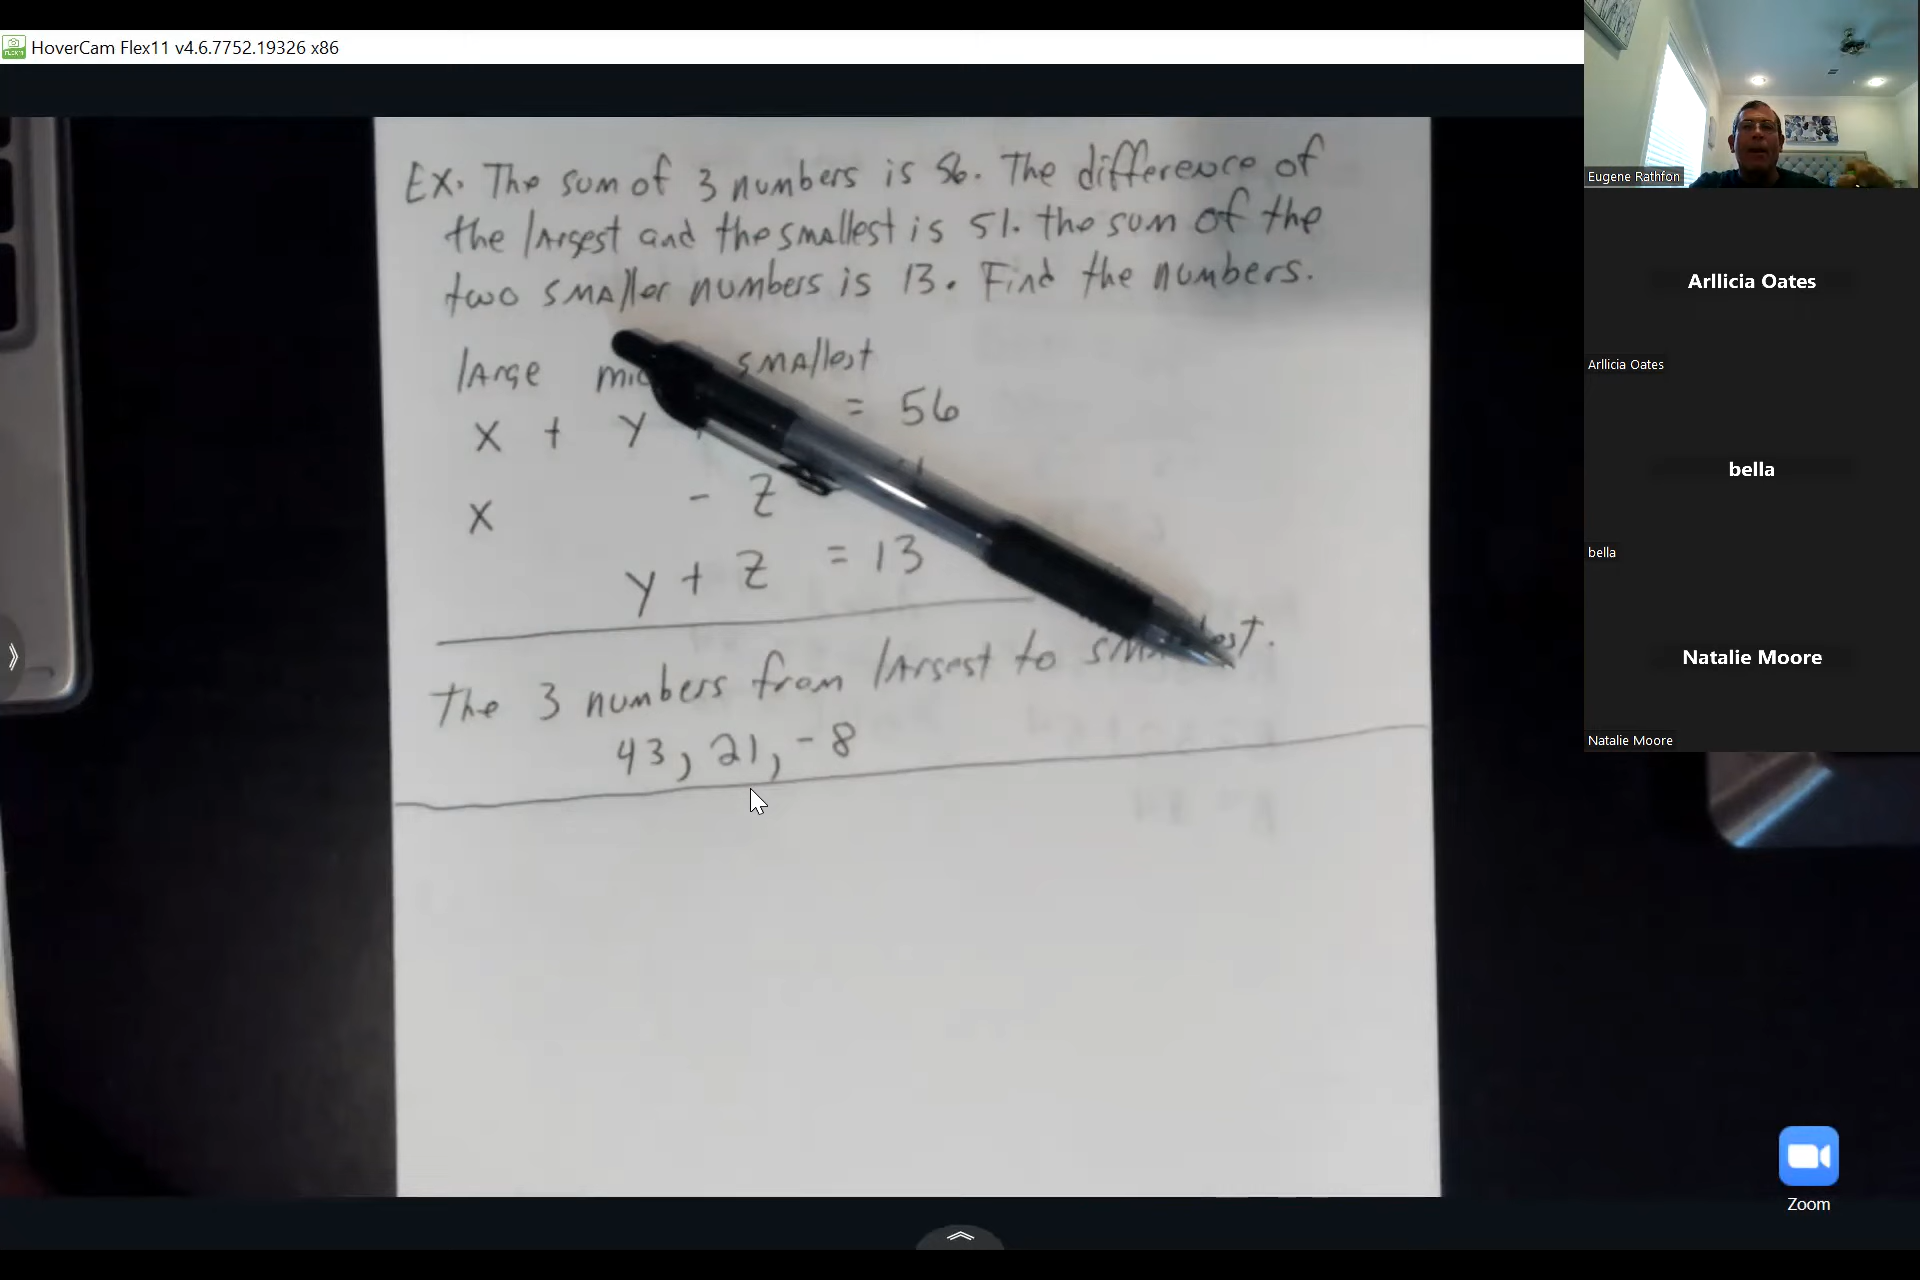 HoverCam Flex11 v4.6.7752.19326 x86
Ex. The sum of 3 numbers is 56. The difference of
the largest and the smallest is 51. The sum of the
two smaller numbers is 13. Find the numbers.
large smallest
x + y = 56
x - z
y + z = 13
The 3 numbers from largest to
43, 21, -8
Eugene Rathfon
Arllicia Oates
Arllicia Oates
bella
bella
Natalie Moore
Natalie Moore
Zoom